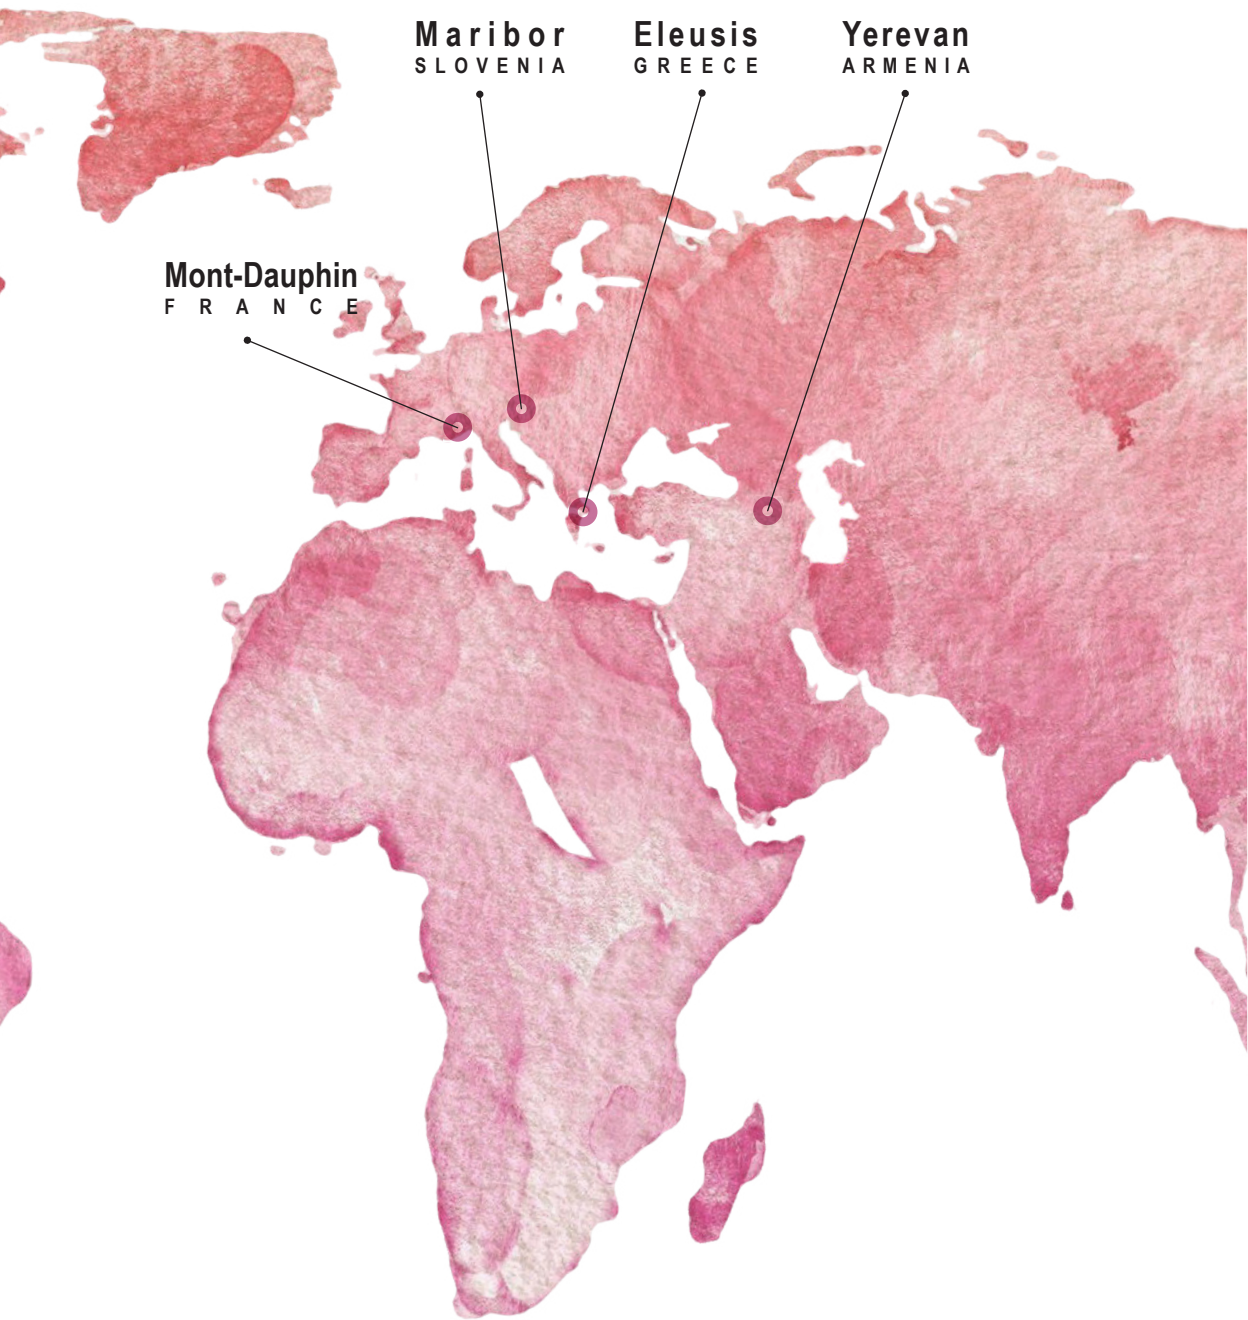 Maribor
SLOVENIA
Eleusis
GREECE
Yerevan
ARMENIA
Mont-Dauphin
FRANCE